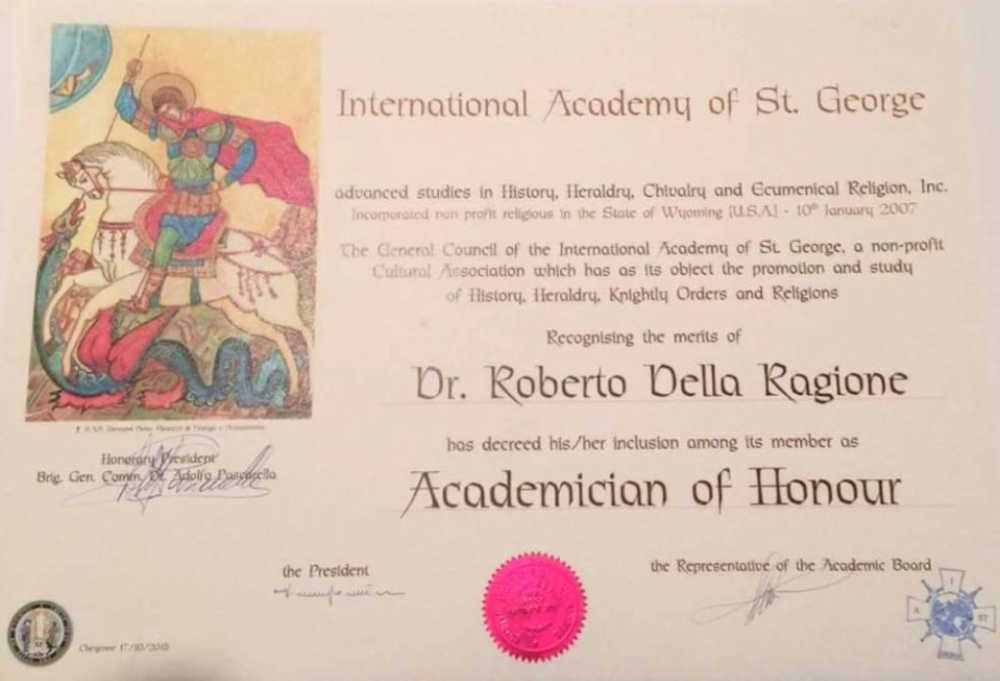 International Academy of St. George
advanced studies in History, Heraldry, Chivalry and Ecumenical Religion, Inc.
Incorporated non profit religious in the State of Wyoming [U.S.A] - 10th January 2007
The General Council of the International Academy of St. George, a non-profit
Cultural Association which has as its object the promotion and study
of History, Heraldry, Knightly Orders and Religions
Recognising the merits of
Dr. Roberto Della Ragione
has decreed his/her inclusion among its member as
Academician of Honour
Honorary President
Brig. Gen. Comm. Dr. Adolfo Pascarella
the President
the Representative of the Academic Board
Cheyenne